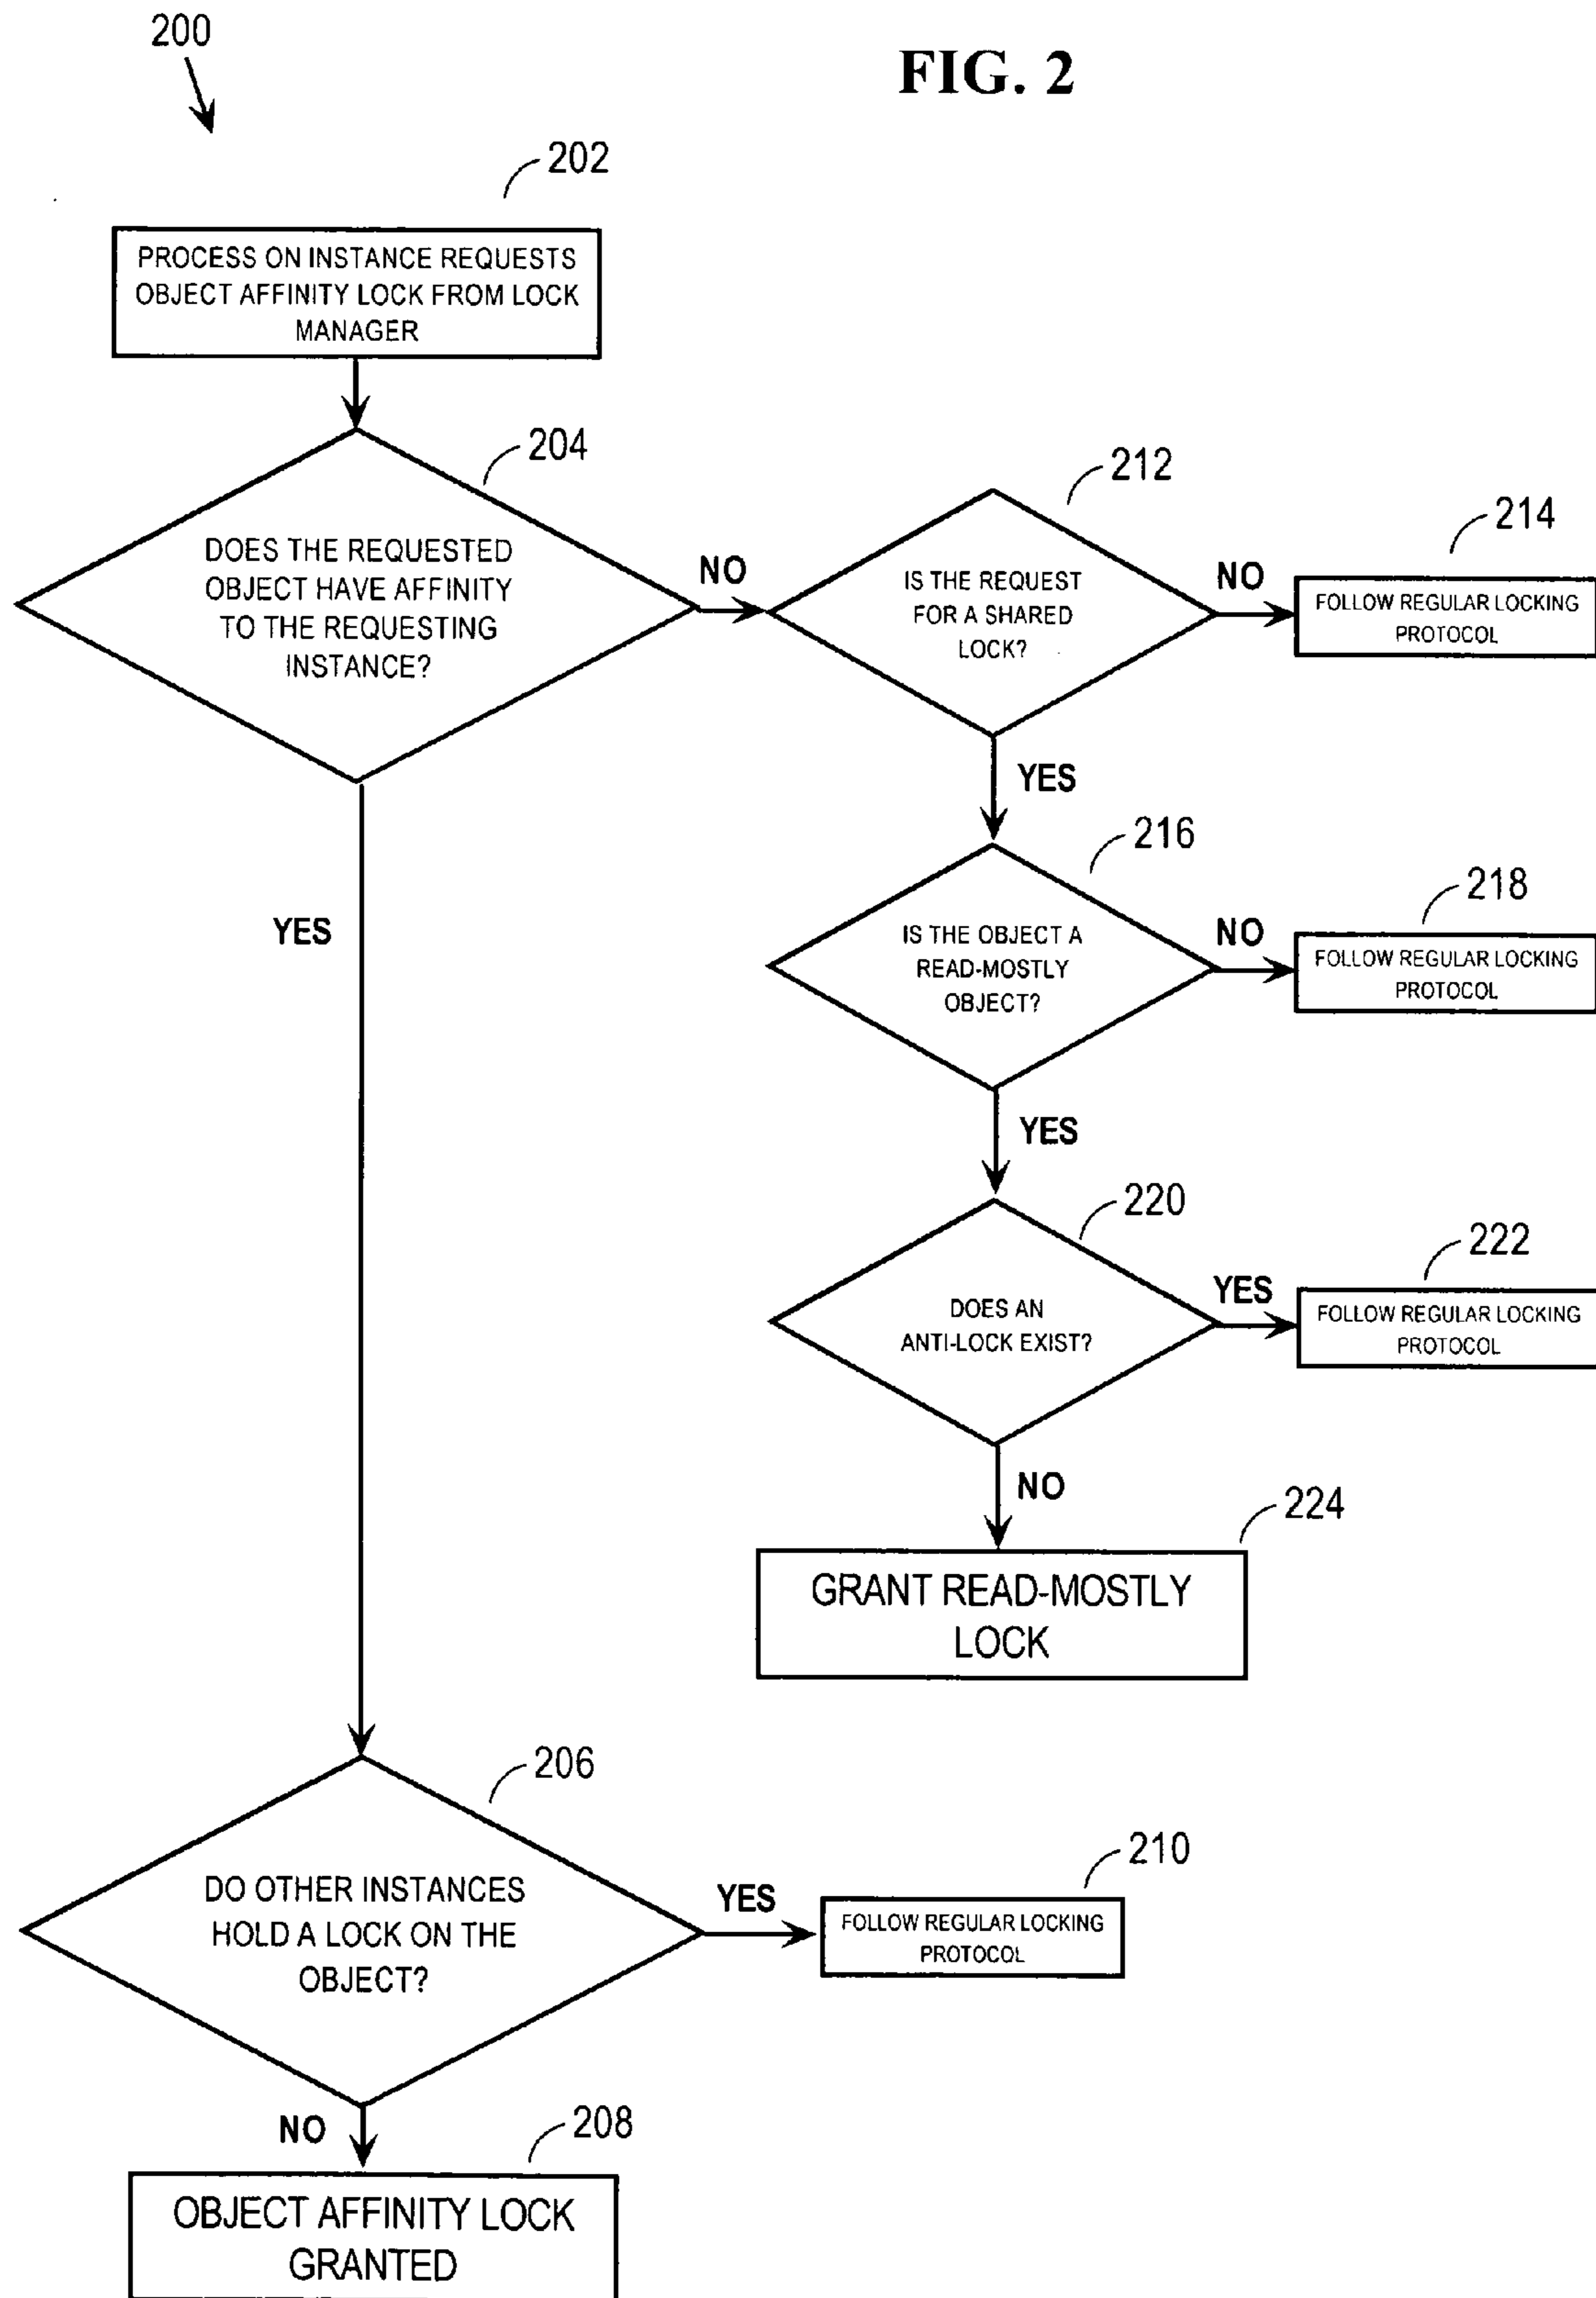 200
FIG. 2
202
PROCESS ON INSTANCE REQUESTS
OBJECT AFFINITY LOCK FROM LOCK
MANAGER
204
DOES THE REQUESTED
OBJECT HAVE AFFINITY
TO THE REQUESTING
INSTANCE?
NO
212
IS THE REQUEST
FOR A SHARED
LOCK?
NO
214
FOLLOW REGULAR LOCKING
PROTOCOL
YES
216
IS THE OBJECT A
READ-MOSTLY
OBJECT?
NO
218
FOLLOW REGULAR LOCKING
PROTOCOL
YES
YES
220
DOES AN
ANTI-LOCK EXIST?
YES
222
FOLLOW REGULAR LOCKING
PROTOCOL
NO
224
GRANT READ-MOSTLY
LOCK
206
DO OTHER INSTANCES
HOLD A LOCK ON THE
OBJECT?
YES
210
FOLLOW REGULAR LOCKING
PROTOCOL
NO
208
OBJECT AFFINITY LOCK
GRANTED